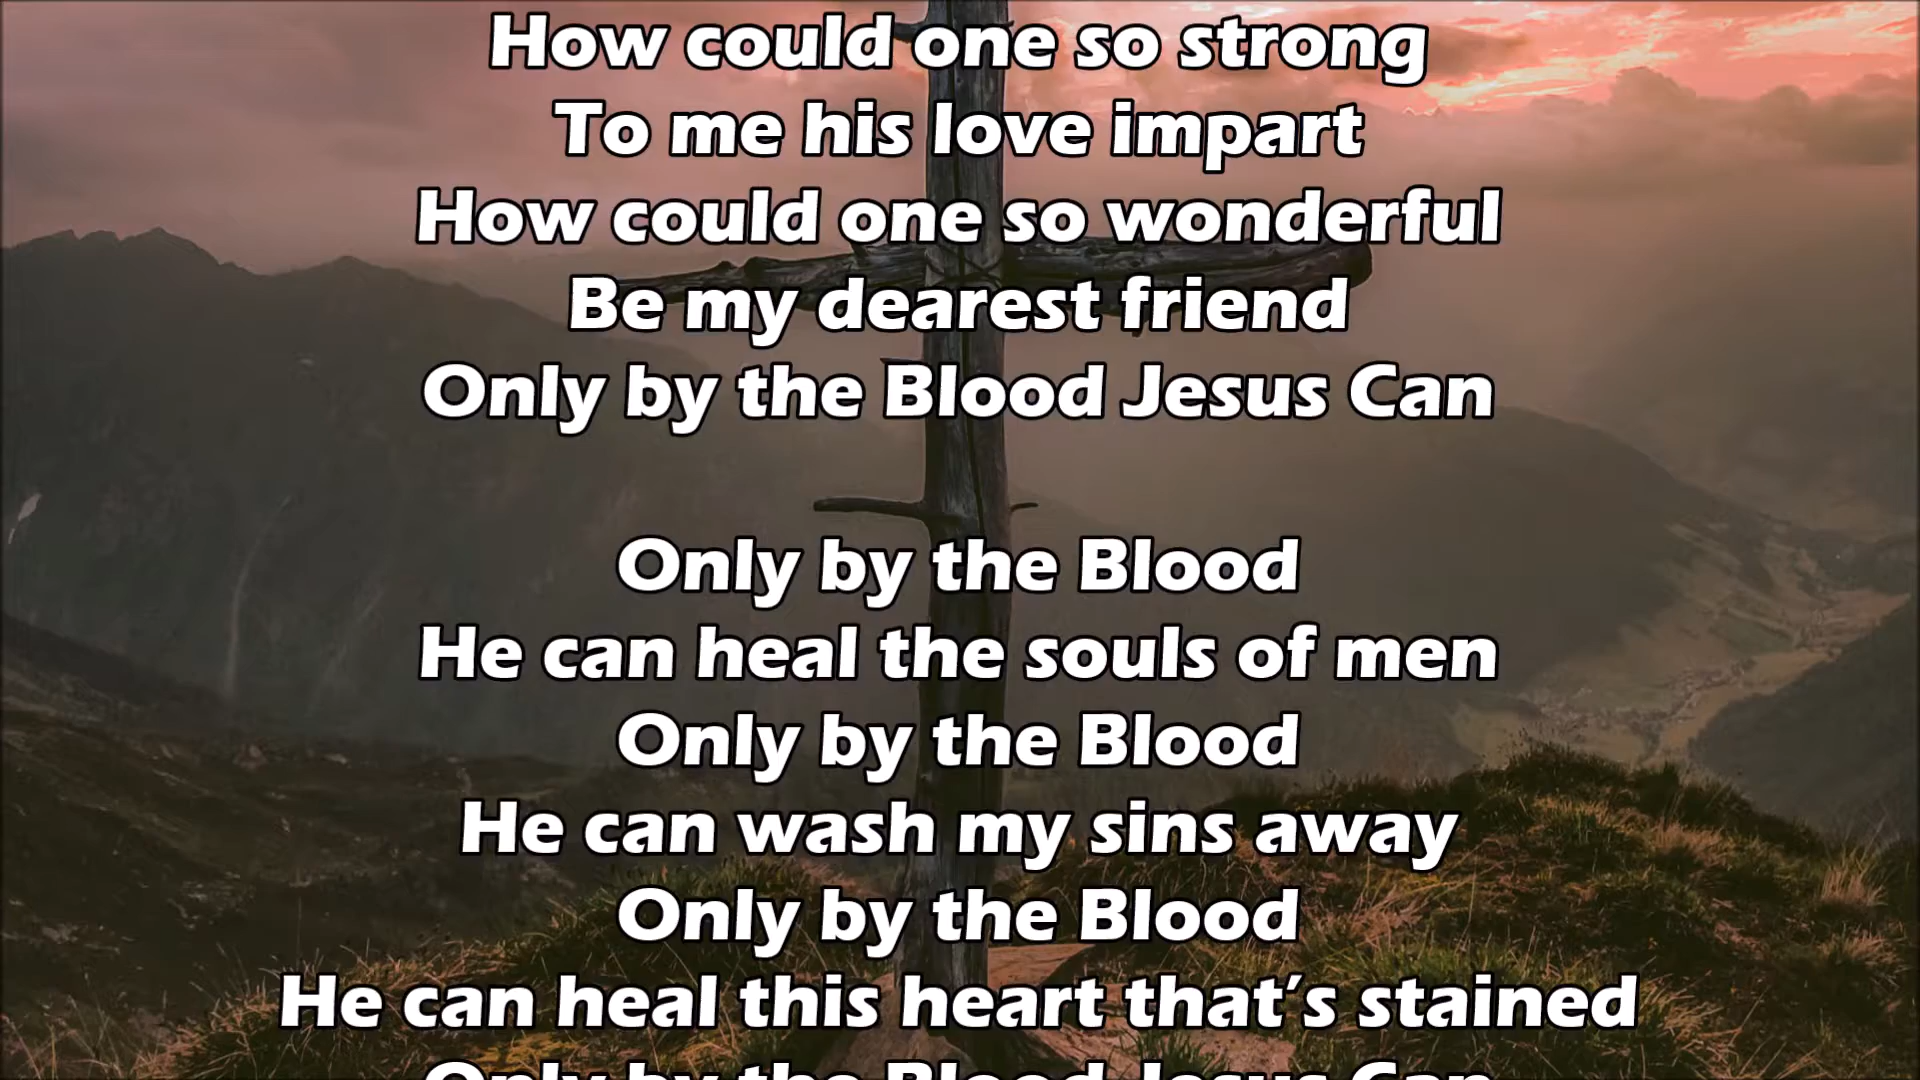 How could one so strong
To me his love impart
How could one so wonderful
Be my dearest friend
Only by the Blood Jesus Can
Only by the Blood
He can heal the souls of men
Only by the Blood
He can wash my sins away
Only by the Blood
He can heal this heart that's stained
Only by the Blood Jesus Can